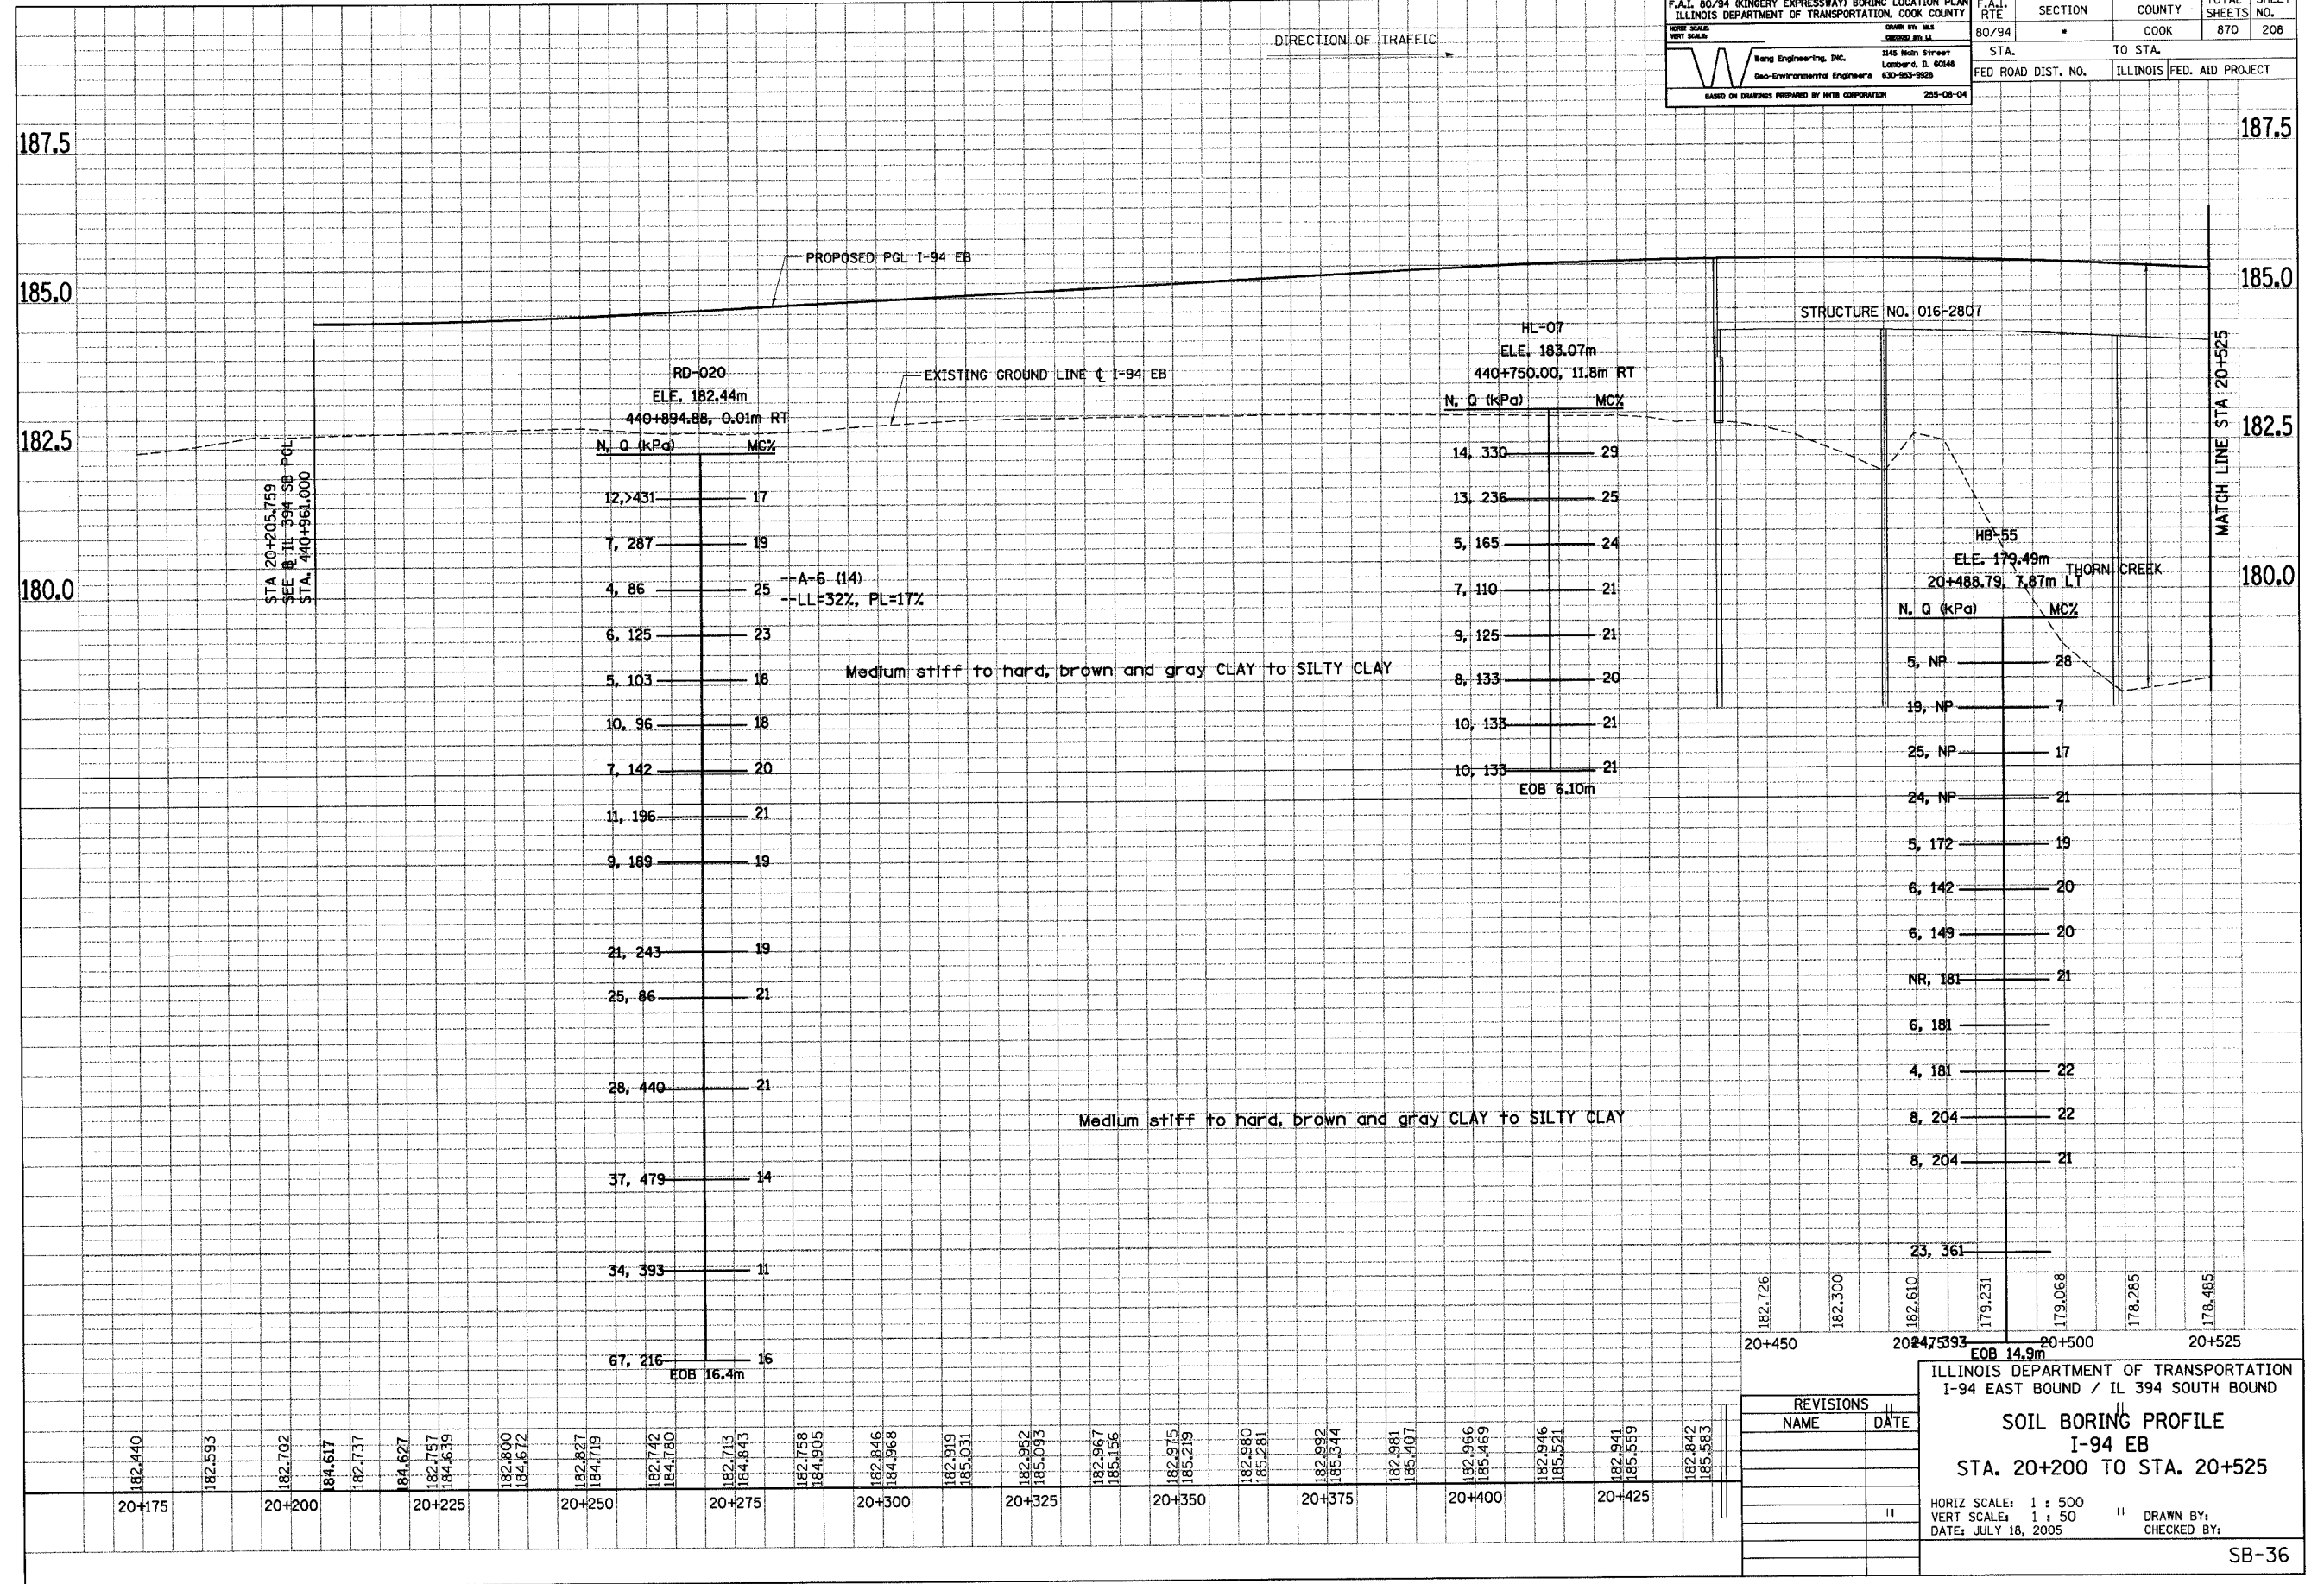 F.A.I. 80/94 (KINGERY EXPRESSWAY) BORING LOCATION PLAN
ILLINOIS DEPARTMENT OF TRANSPORTATION, COOK COUNTY
HORIZ SCALE:
VERT SCALE:
DRAWN BY: MLS
CHECKED BY: LI
Wang Engineering, INC.
Geo-Environmental Engineers
1145 Main Street
Lombard, IL 60148
630-953-9928
BASED ON DRAWINGS PREPARED BY HNTB CORPORATION 255-08-04
F.A.I. RTE SECTION COUNTY TOTAL SHEETS SHEET NO.
80/94 * COOK 870 208
STA. TO STA.
FED ROAD DIST. NO. ILLINOIS FED. AID PROJECT
DIRECTION OF TRAFFIC
187.5 187.5
185.0 185.0
182.5 182.5
180.0 180.0
PROPOSED PGL I-94 EB
EXISTING GROUND LINE ℄ I-94 EB
STRUCTURE NO. 016-2807
THORN CREEK
MATCH LINE STA 20+525
STA 20+205.759
SEE ℄ IL 394 SB PGL
STA. 440+961.000
RD-020
ELE. 182.44m
440+894.88, 0.01m RT
N, Q (kPa) MC%
12,>431 17
7, 287 19
4, 86 25
--A-6 (14)
--LL=32%, PL=17%
6, 125 23
5, 103 18
10, 96 18
7, 142 20
11, 196 21
9, 189 19
21, 243 19
25, 86 21
28, 440 21
37, 479 14
34, 393 11
67, 216 16
EOB 16.4m
Medium stiff to hard, brown and gray CLAY to SILTY CLAY
HL-07
ELE. 183.07m
440+750.00, 11.8m RT
N, Q (kPa) MC%
14, 330 29
13, 236 25
5, 165 24
7, 110 21
9, 125 21
8, 133 20
10, 133 21
10, 133 21
EOB 6.10m
Medium stiff to hard, brown and gray CLAY to SILTY CLAY
HB-55
ELE. 179.49m
20+488.79, 7.87m LT
N, Q (kPa) MC%
5, NP 28
19, NP 7
25, NP 17
24, NP 21
5, 172 19
6, 142 20
6, 149 20
NR, 181 21
6, 181
4, 181 22
8, 204 22
8, 204 21
23, 361
24, 393
EOB 14.9m
182.726
182.300
182.610
179.231
179.068
178.285
178.485
20+450 20+475 20+500 20+525
182.440
182.593
182.702
184.617
182.737
184.627
182.757
184.639
182.800
184.672
182.827
184.719
182.742
184.780
182.713
184.843
182.758
184.905
182.846
184.968
182.919
185.031
182.952
185.093
182.967
185.156
182.975
185.219
182.980
185.281
182.992
185.344
182.981
185.407
182.966
185.469
182.946
185.521
182.941
185.559
182.842
185.583
20+175 20+200 20+225 20+250 20+275 20+300 20+325 20+350 20+375 20+400 20+425
REVISIONS
NAME DATE
ILLINOIS DEPARTMENT OF TRANSPORTATION
I-94 EAST BOUND / IL 394 SOUTH BOUND
SOIL BORING PROFILE
I-94 EB
STA. 20+200 TO STA. 20+525
HORIZ SCALE: 1 : 500
VERT SCALE: 1 : 50
DATE: JULY 18, 2005
DRAWN BY:
CHECKED BY:
SB-36